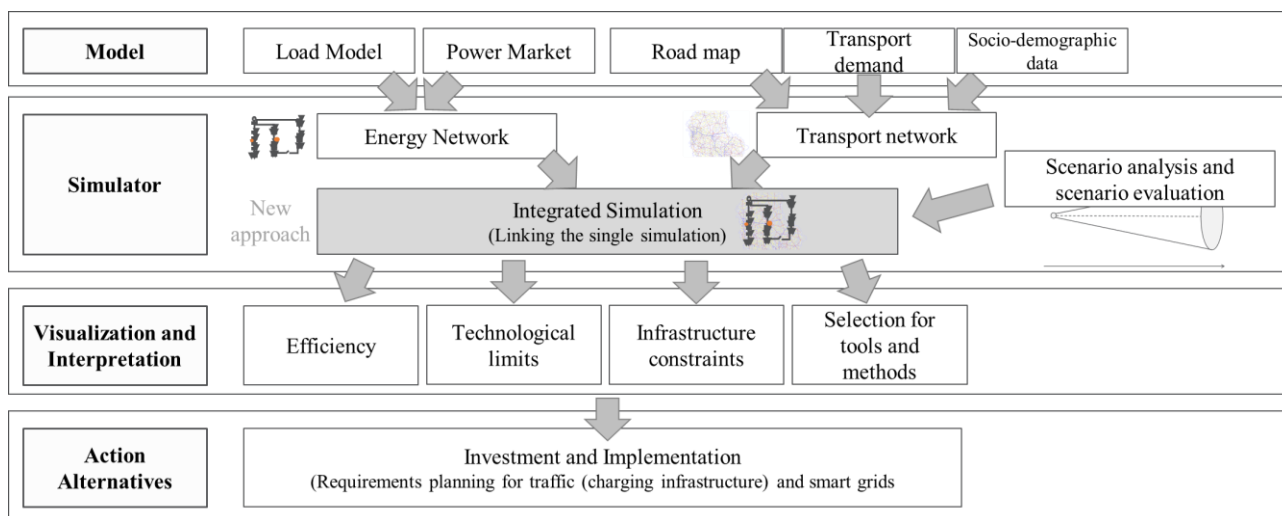 Model
Load Model
Power Market
Road map
Transport
demand
Socio-demographic
data
Simulator
Energy Network
Transport network
Scenario analysis and
scenario evaluation
New
approach
Integrated Simulation
(Linking the single simulation)
Visualization and
Interpretation
Efficiency
Technological
limits
Infrastructure
constraints
Selection for
tools and
methods
Action
Alternatives
Investment and Implementation
(Requirements planning for traffic (charging infrastructure) and smart grids